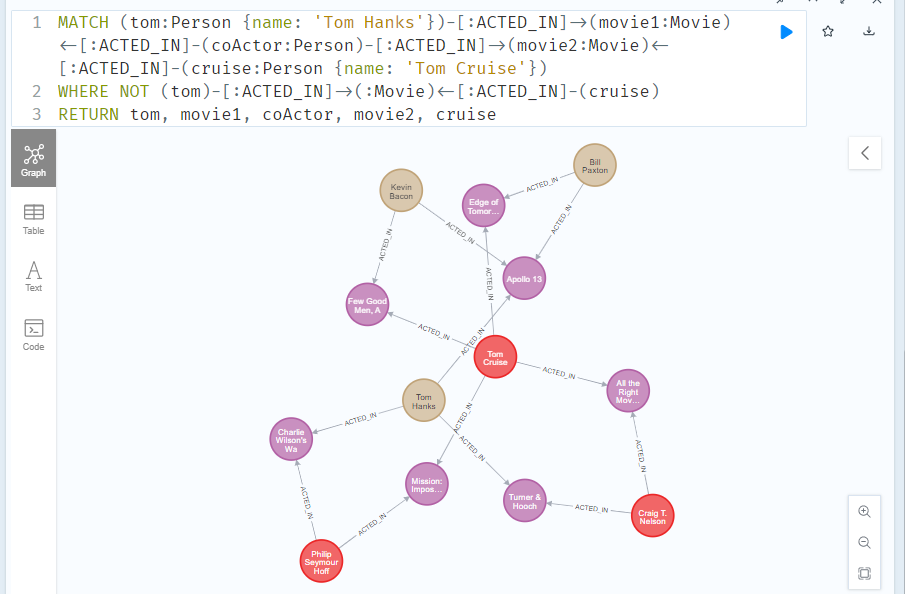 1 MATCH (tom:Person {name: 'Tom Hanks'})-[:ACTED_IN]→(movie1:Movie)
←[:ACTED_IN]-(coActor:Person)-[:ACTED_IN]→(movie2:Movie)←
[:ACTED_IN]-(cruise:Person {name: 'Tom Cruise'})
2 WHERE NOT (tom)-[:ACTED_IN]→(:Movie)←[:ACTED_IN]-(cruise)
3 RETURN tom, movie1, coActor, movie2, cruise
Graph
Table
Text
Code
Bill
Paxton
Kevin
Bacon
Edge of
Tomor...
ACTED_IN
ACTED_IN
ACTED_IN
ACTED_IN
Apollo 13
ACTED_IN
Few Good
Men, A
ACTED_IN
ACTED_IN
Tom
Cruise
ACTED_IN
All the
Right
Mov...
Tom
Hanks
ACTED_IN
ACTED_IN
Charlie
Wilson's
Wa
ACTED_IN
ACTED_IN
Mission:
Impos...
Turner &
Hooch
ACTED_IN
ACTED_IN
ACTED_IN
Craig T.
Nelson
ACTED_IN
Philip
Seymour
Hoff